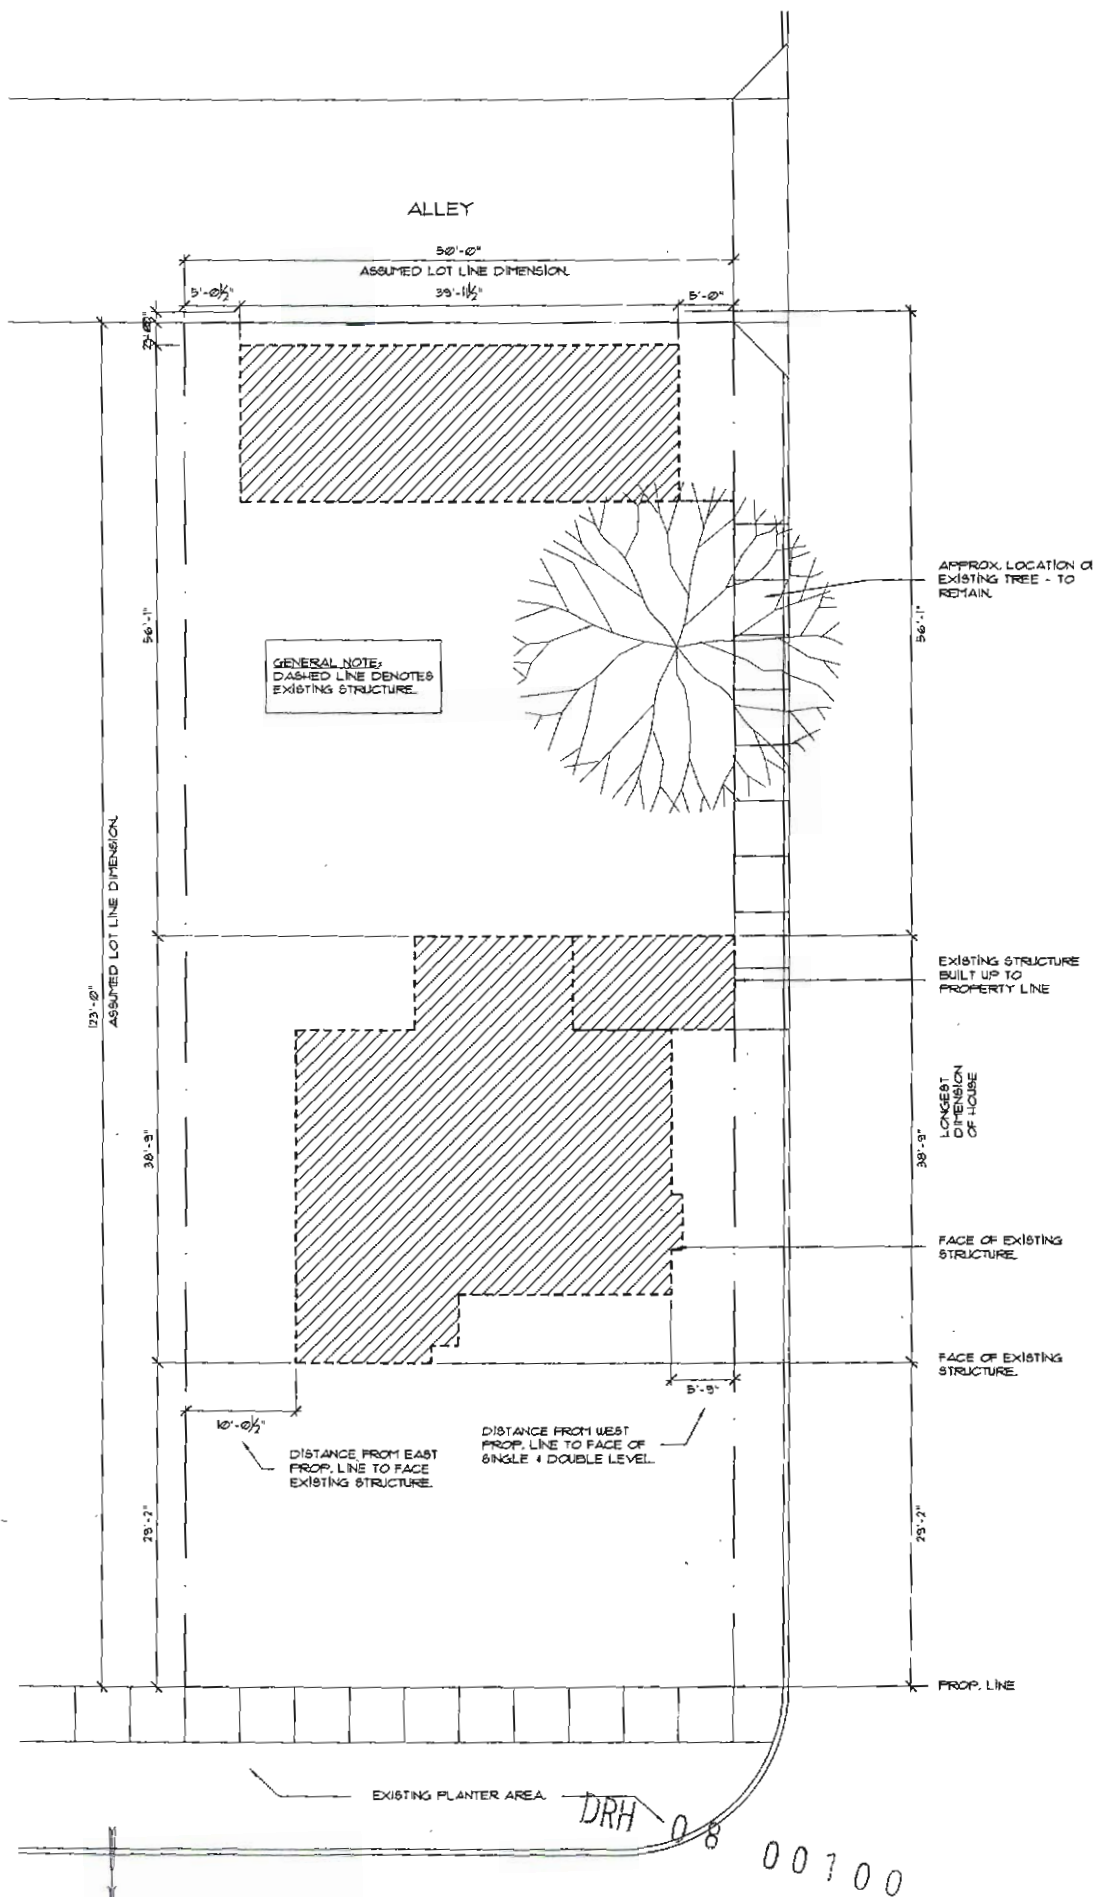 ALLEY
50'-0"
ASSUMED LOT LINE DIMENSION.
5'-0½"
39'-11½"
5'-0"
56'-1"
GENERAL NOTE:
DASHED LINE DENOTES
EXISTING STRUCTURE.
APPROX. LOCATION
EXISTING TREE - TO
REMAIN.
56'-1"
123'-0"
ASSUMED LOT LINE DIMENSION.
EXISTING STRUCTURE
BUILT UP TO
PROPERTY LINE
LONGEST
DIMENSION
OF HOUSE
38'-9"
38'-9"
FACE OF EXISTING
STRUCTURE.
FACE OF EXISTING
STRUCTURE.
5'-9"
10'-0½"
DISTANCE FROM EAST
PROP. LINE TO FACE
EXISTING STRUCTURE.
DISTANCE FROM WEST
PROP. LINE TO FACE OF
SINGLE & DOUBLE LEVEL.
29'-2"
29'-2"
PROP. LINE
EXISTING PLANTER AREA.
DRH 08 00100